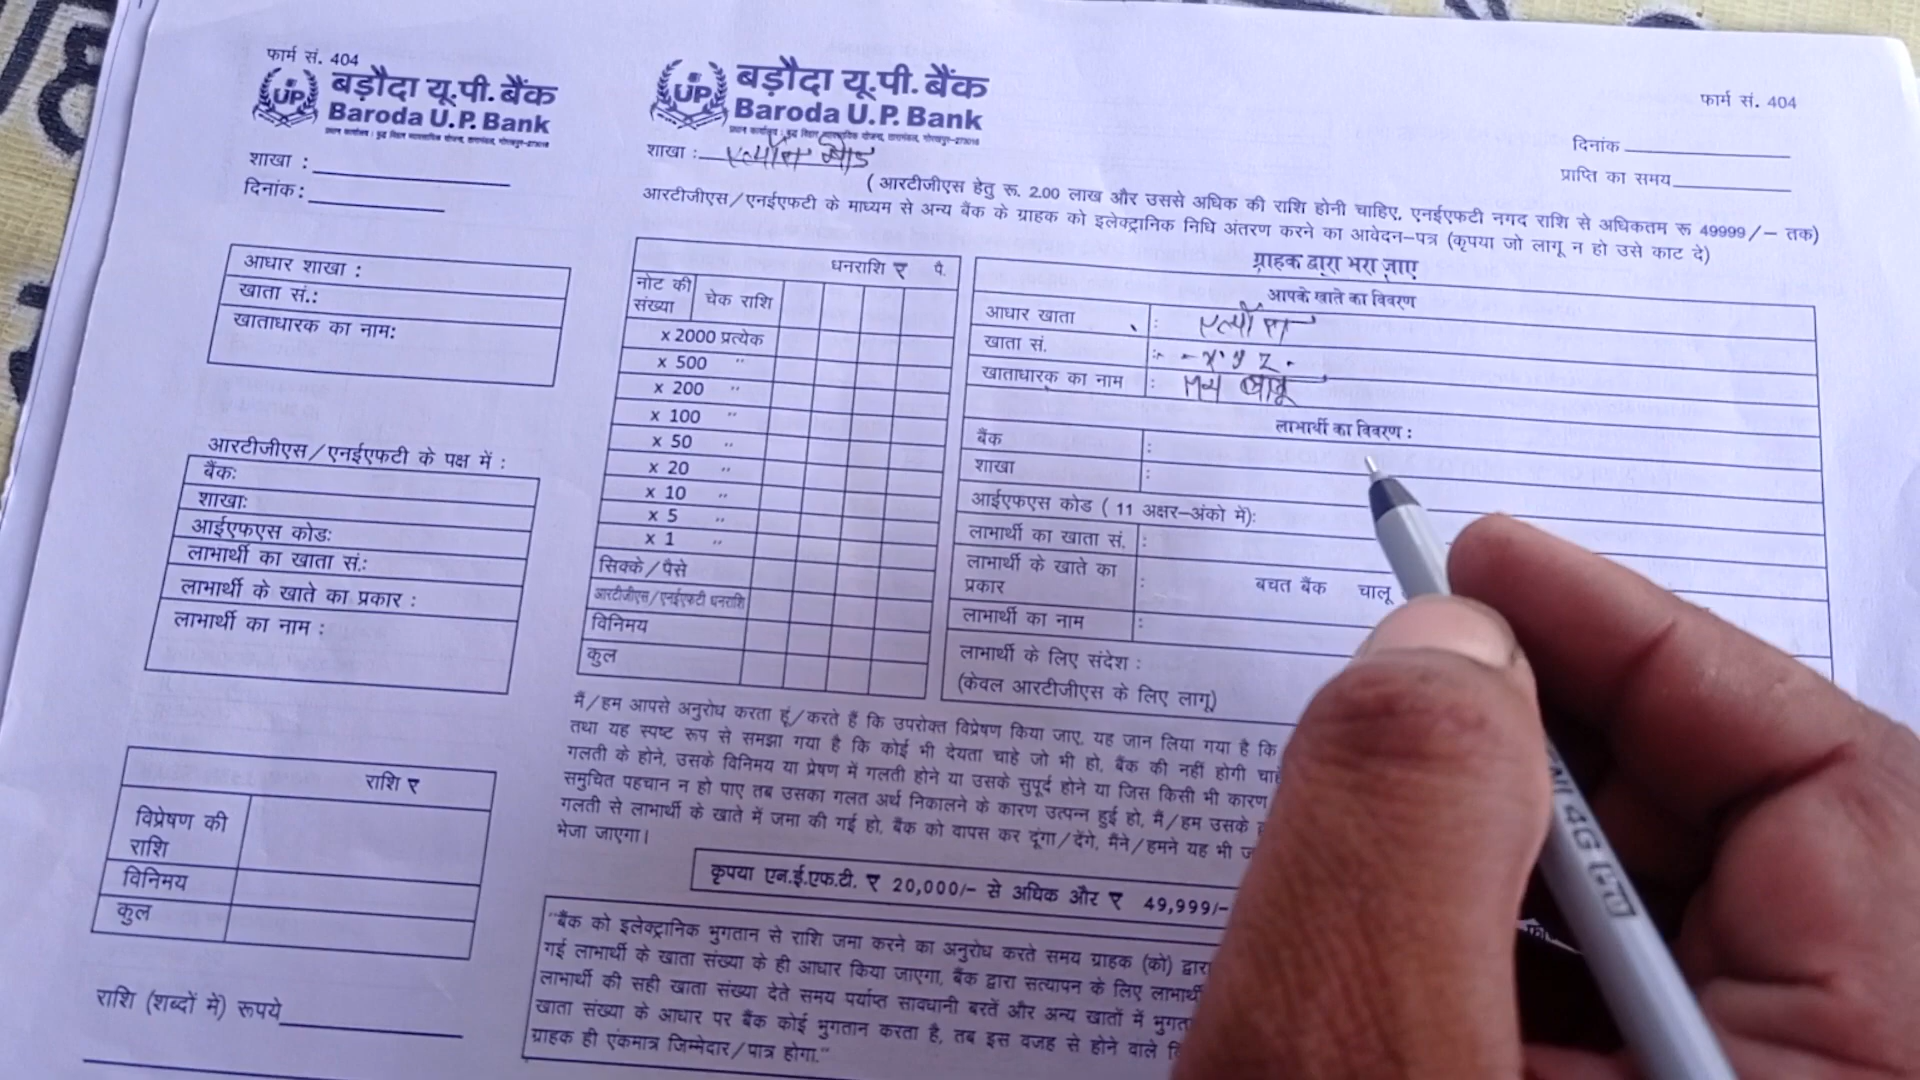 फार्म सं. 404
बड़ौदा यू.पी. बैंक
Baroda U.P. Bank
शाखा :
दिनांक:
आधार शाखा :
खाता सं.:
खाताधारक का नाम:
आरटीजीएस/एनईएफटी के पक्ष में :
बैंक:
शाखा:
आईएफएस कोड:
लाभार्थी का खाता सं.:
लाभार्थी के खाते का प्रकार :
लाभार्थी का नाम :
राशि ₹
विप्रेषण की
राशि
विनिमय
कुल
राशि (शब्दों में) रूपये
UP
बड़ौदा यू.पी. बैंक
Baroda U.P. Bank
फार्म सं. 404
शाखा :
दिनांक
प्राप्ति का समय
( आरटीजीएस हेतु रू. 2.00 लाख और उससे अधिक की राशि होनी चाहिए, एनईएफटी नगद राशि से अधिकतम रू 49999/- तक)
आरटीजीएस/एनईएफटी के माध्यम से अन्य बैंक के ग्राहक को इलेक्ट्रानिक निधि अंतरण करने का आवेदन-पत्र (कृपया जो लागू न हो उसे काट दे)
धनराशि ₹ पै.
नोट की
संख्या
चेक राशि
x 2000 प्रत्येक
x 500 "
x 200 "
x 100 "
x 50 "
x 20 "
x 10 "
x 5 "
x 1 "
सिक्के/पैसे
आरटीजीएस/एनईएफटी धनराशि
विनिमय
कुल
ग्राहक द्वारा भरा जाए
आपके खाते का विवरण
आधार खाता :
खाता सं. : x y z
खाताधारक का नाम :
लाभार्थी का विवरण :
बैंक :
शाखा :
आईएफएस कोड ( 11 अक्षर-अंको में):
लाभार्थी का खाता सं. :
लाभार्थी के खाते का
प्रकार : बचत बैंक चालू
लाभार्थी का नाम :
लाभार्थी के लिए संदेश :
(केवल आरटीजीएस के लिए लागू)
मैं/हम आपसे अनुरोध करता हूं/करते हैं कि उपरोक्त विप्रेषण किया जाए, यह जान लिया गया है कि
तथा यह स्पष्ट रूप से समझा गया है कि कोई भी देयता चाहे जो भी हो, बैंक की नहीं होगी चाहे
गलती के होने, उसके विनिमय या प्रेषण में गलती होने या उसके सुपूर्द होने या जिस किसी भी कारण
समुचित पहचान न हो पाए तब उसका गलत अर्थ निकालने के कारण उत्पन्न हुई हो, मैं/हम उसके
गलती से लाभार्थी के खाते में जमा की गई हो, बैंक को वापस कर दूंगा/देंगे, मैंने/हमने यह भी
भेजा जाएगा।
कृपया एन.ई.एफ.टी. ₹ 20,000/- से अधिक और ₹ 49,999/-
"बैंक को इलेक्ट्रानिक भुगतान से राशि जमा करने का अनुरोध करते समय ग्राहक (को) द्वारा
गई लाभार्थी के खाता संख्या के ही आधार किया जाएगा, बैंक द्वारा सत्यापन के लिए लाभार्थी
लाभार्थी की सही खाता संख्या देते समय पर्याप्त सावधानी बरतें और अन्य खातों में भुगत
खाता संख्या के आधार पर बैंक कोई भुगतान करता है, तब इस वजह से होने वाले
ग्राहक ही एंकमात्र जिम्मेदार/पात्र होगा."